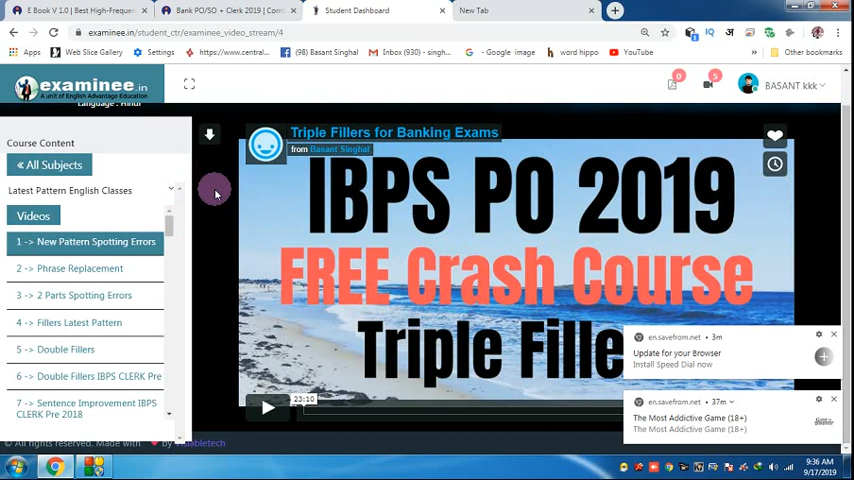 E Book V 1.0 | Best High-Frequen
Bank PO/SO + Clerk 2019 | Com
Student Dashboard
New Tab
examinee.in/student_ctr/examinee_video_stream/4
Apps
Web Slice Gallery
Settings
https://www.central...
(98) Basant Singhal
Inbox (930) - singh...
- Google image
word hippo
YouTube
Other bookmarks
examinee.in
A unit of English Advantage Education
0
5
BASANT kkk
Language : Hindi
Course Content
« All Subjects
Latest Pattern English Classes
Videos
1 -> New Pattern Spotting Errors
2 -> Phrase Replacement
3 -> 2 Parts Spotting Errors
4 -> Fillers Latest Pattern
5 -> Double Fillers
6 -> Double Fillers IBPS CLERK Pre
7 -> Sentence Improvement IBPS
CLERK Pre 2018
Triple Fillers for Banking Exams
from Basant Singhal
IBPS PO 2019
FREE Crash Course
Triple Fille
23:10
en.savefrom.net • 3m
Update for your Browser
Install Speed Dial now
en.savefrom.net • 37m
The Most Addictive Game (18+)
The Most Addictive Game (18+)
© All rights reserved. Made with ♥ by Visiabletech
9:36 AM
9/17/2019